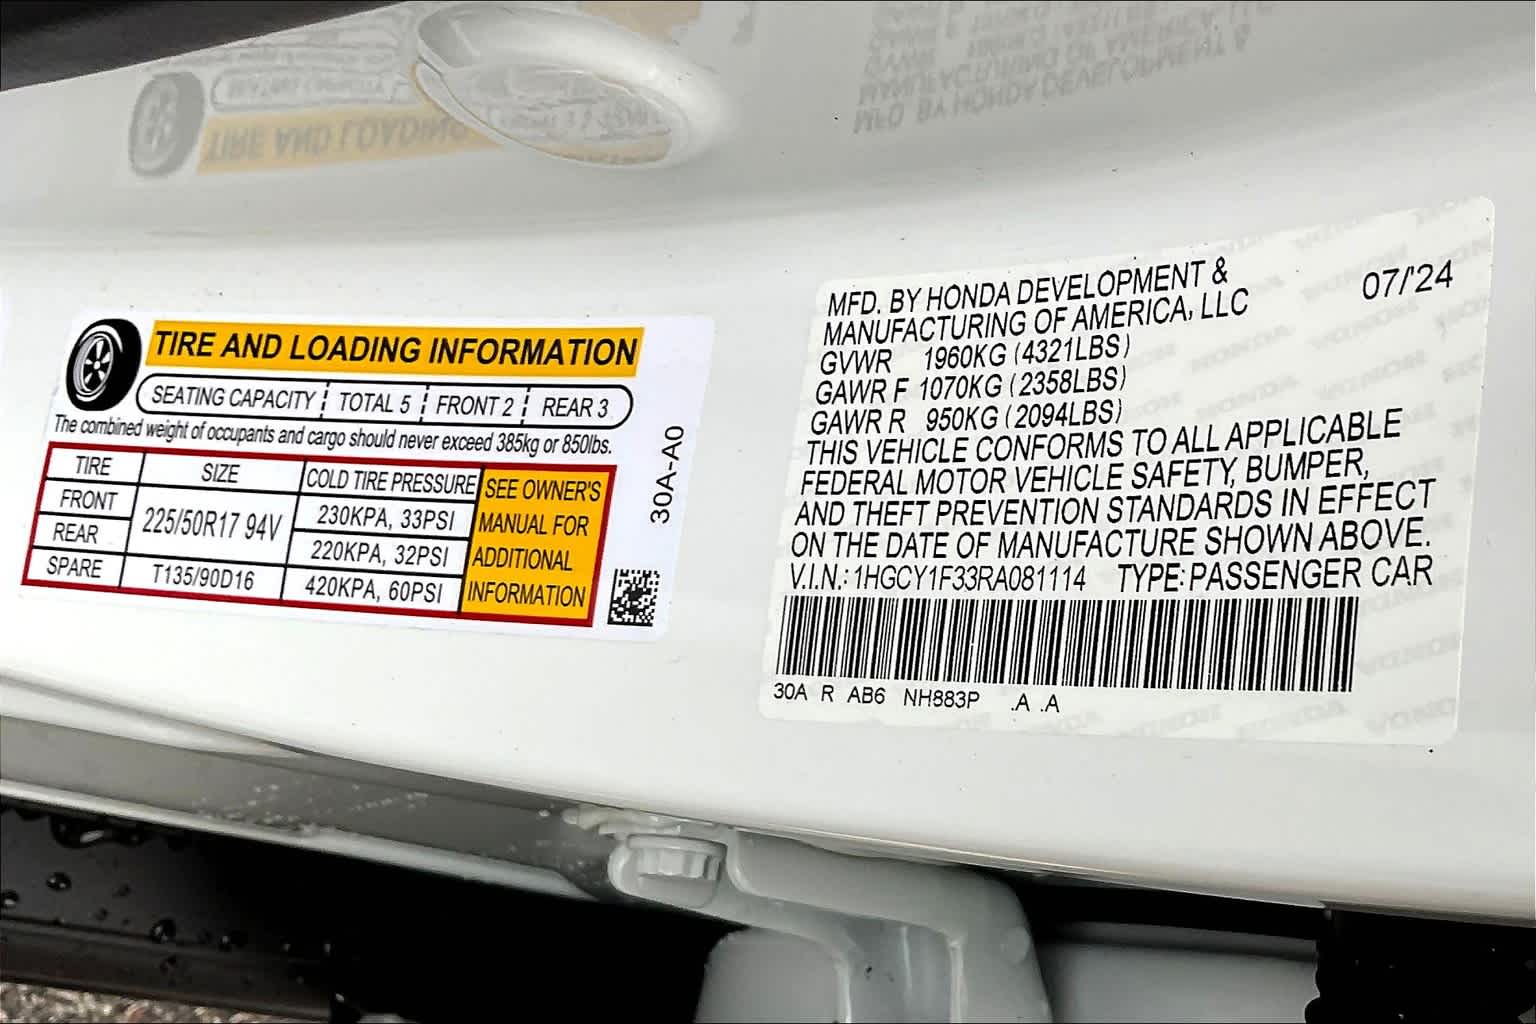 TIRE AND LOADING INFORMATION
SEATING CAPACITY TOTAL 5 FRONT 2 REAR 3
The combined weight of occupants and cargo should never exceed 385kg or 850lbs.
TIRE SIZE COLD TIRE PRESSURE
FRONT 225/50R17 94V 230KPA, 33PSI
REAR 220KPA, 32PSI
SPARE T135/90D16 420KPA, 60PSI
SEE OWNER'S
MANUAL FOR
ADDITIONAL
INFORMATION
30A-A0
MFD. BY HONDA DEVELOPMENT & 07/'24
MANUFACTURING OF AMERICA, LLC
GVWR 1960KG (4321LBS)
GAWR F 1070KG (2358LBS)
GAWR R 950KG (2094LBS)
THIS VEHICLE CONFORMS TO ALL APPLICABLE
FEDERAL MOTOR VEHICLE SAFETY, BUMPER,
AND THEFT PREVENTION STANDARDS IN EFFECT
ON THE DATE OF MANUFACTURE SHOWN ABOVE.
V.I.N.: 1HGCY1F33RA081114 TYPE: PASSENGER CAR
30A R AB6 NH883P .A .A